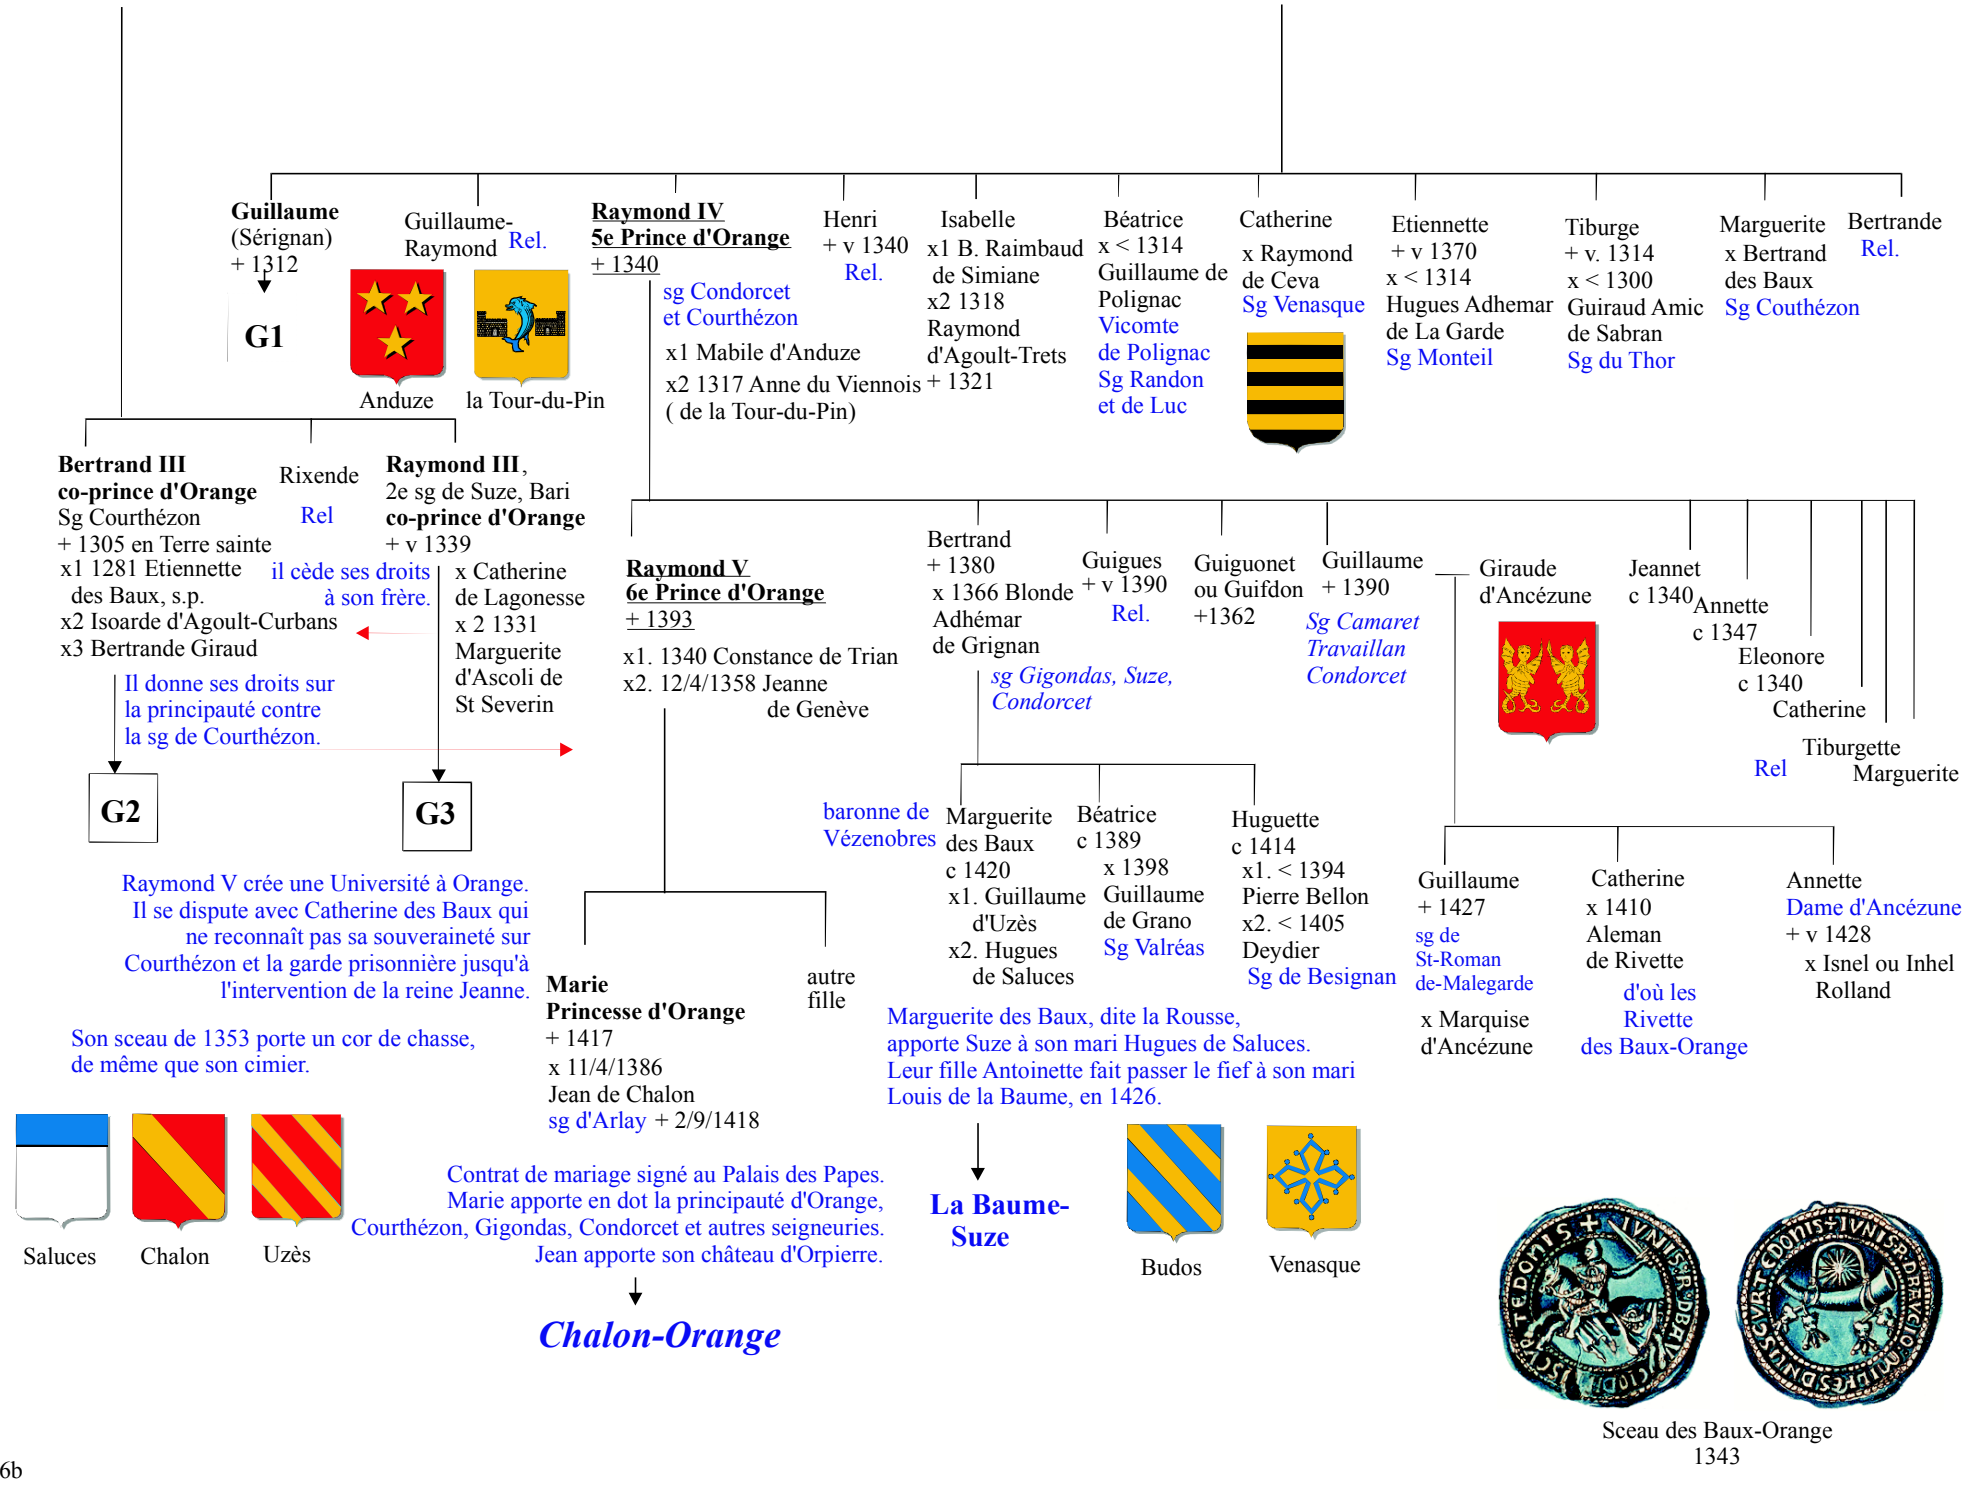 Guillaume
(Sérignan)
+ 1312
G1
Guillaume-
Raymond Rel.
Anduze
la Tour-du-Pin
Raymond IV
5e Prince d'Orange
+ 1340
sg Condorcet
et Courthézon
x1 Mabile d'Anduze
x2 1317 Anne du Viennois
( de la Tour-du-Pin)
Henri
+ v 1340
Rel.
Isabelle
x1 B. Raimbaud
de Simiane
x2 1318
Raymond
d'Agoult-Trets
+ 1321
Béatrice
x < 1314
Guillaume de
Polignac
Vicomte
de Polignac
Sg Randon
et de Luc
Catherine
x Raymond
de Ceva
Sg Venasque
Etiennette
+ v 1370
x < 1314
Hugues Adhemar
de La Garde
Sg Monteil
Tiburge
+ v. 1314
x < 1300
Guiraud Amic
de Sabran
Sg du Thor
Marguerite
x Bertrand
des Baux
Sg Couthézon
Bertrande
Rel.
Bertrand III
co-prince d'Orange
Sg Courthézon
+ 1305 en Terre sainte
x1 1281 Etiennette
des Baux, s.p.
x2 Isoarde d'Agoult-Curbans
x3 Bertrande Giraud
Il donne ses droits sur
la principauté contre
la sg de Courthézon.
G2
Rixende
Rel
Raymond III,
2e sg de Suze, Bari
co-prince d'Orange
+ v 1339
il cède ses droits
à son frère.
x Catherine
de Lagonesse
x 2 1331
Marguerite
d'Ascoli de
St Severin
G3
Raymond V
6e Prince d'Orange
+ 1393
x1. 1340 Constance de Trian
x2. 12/4/1358 Jeanne
de Genève
Bertrand
+ 1380
x 1366 Blonde
Adhémar
de Grignan
sg Gigondas, Suze,
Condorcet
Guigues
+ v 1390
Rel.
Guiguonet
ou Guifdon
+1362
Guillaume
+ 1390
Sg Camaret
Travaillan
Condorcet
Giraude
d'Ancézune
Jeannet
c 1340
Annette
c 1347
Eleonore
c 1340
Catherine
Tiburgette
Rel
Marguerite
Raymond V crée une Université à Orange.
Il se dispute avec Catherine des Baux qui
ne reconnaît pas sa souveraineté sur
Courthézon et la garde prisonnière jusqu'à
l'intervention de la reine Jeanne.
Son sceau de 1353 porte un cor de chasse,
de même que son cimier.
Saluces
Chalon
Uzès
Marie
Princesse d'Orange
+ 1417
x 11/4/1386
Jean de Chalon
sg d'Arlay + 2/9/1418
autre
fille
Contrat de mariage signé au Palais des Papes.
Marie apporte en dot la principauté d'Orange,
Courthézon, Gigondas, Condorcet et autres seigneuries.
Jean apporte son château d'Orpierre.
Chalon-Orange
baronne de
Vézenobres
Marguerite
des Baux
c 1420
x1. Guillaume
d'Uzès
x2. Hugues
de Saluces
Béatrice
c 1389
x 1398
Guillaume
de Grano
Sg Valréas
Huguette
c 1414
x1. < 1394
Pierre Bellon
x2. < 1405
Deydier
Sg de Besignan
Marguerite des Baux, dite la Rousse,
apporte Suze à son mari Hugues de Saluces.
Leur fille Antoinette fait passer le fief à son mari
Louis de la Baume, en 1426.
La Baume-
Suze
Budos
Venasque
Guillaume
+ 1427
sg de
St-Roman
de-Malegarde
x Marquise
d'Ancézune
Catherine
x 1410
Aleman
de Rivette
d'où les
Rivette
des Baux-Orange
Annette
Dame d'Ancézune
+ v 1428
x Isnel ou Inhel
Rolland
Sceau des Baux-Orange
1343
6b